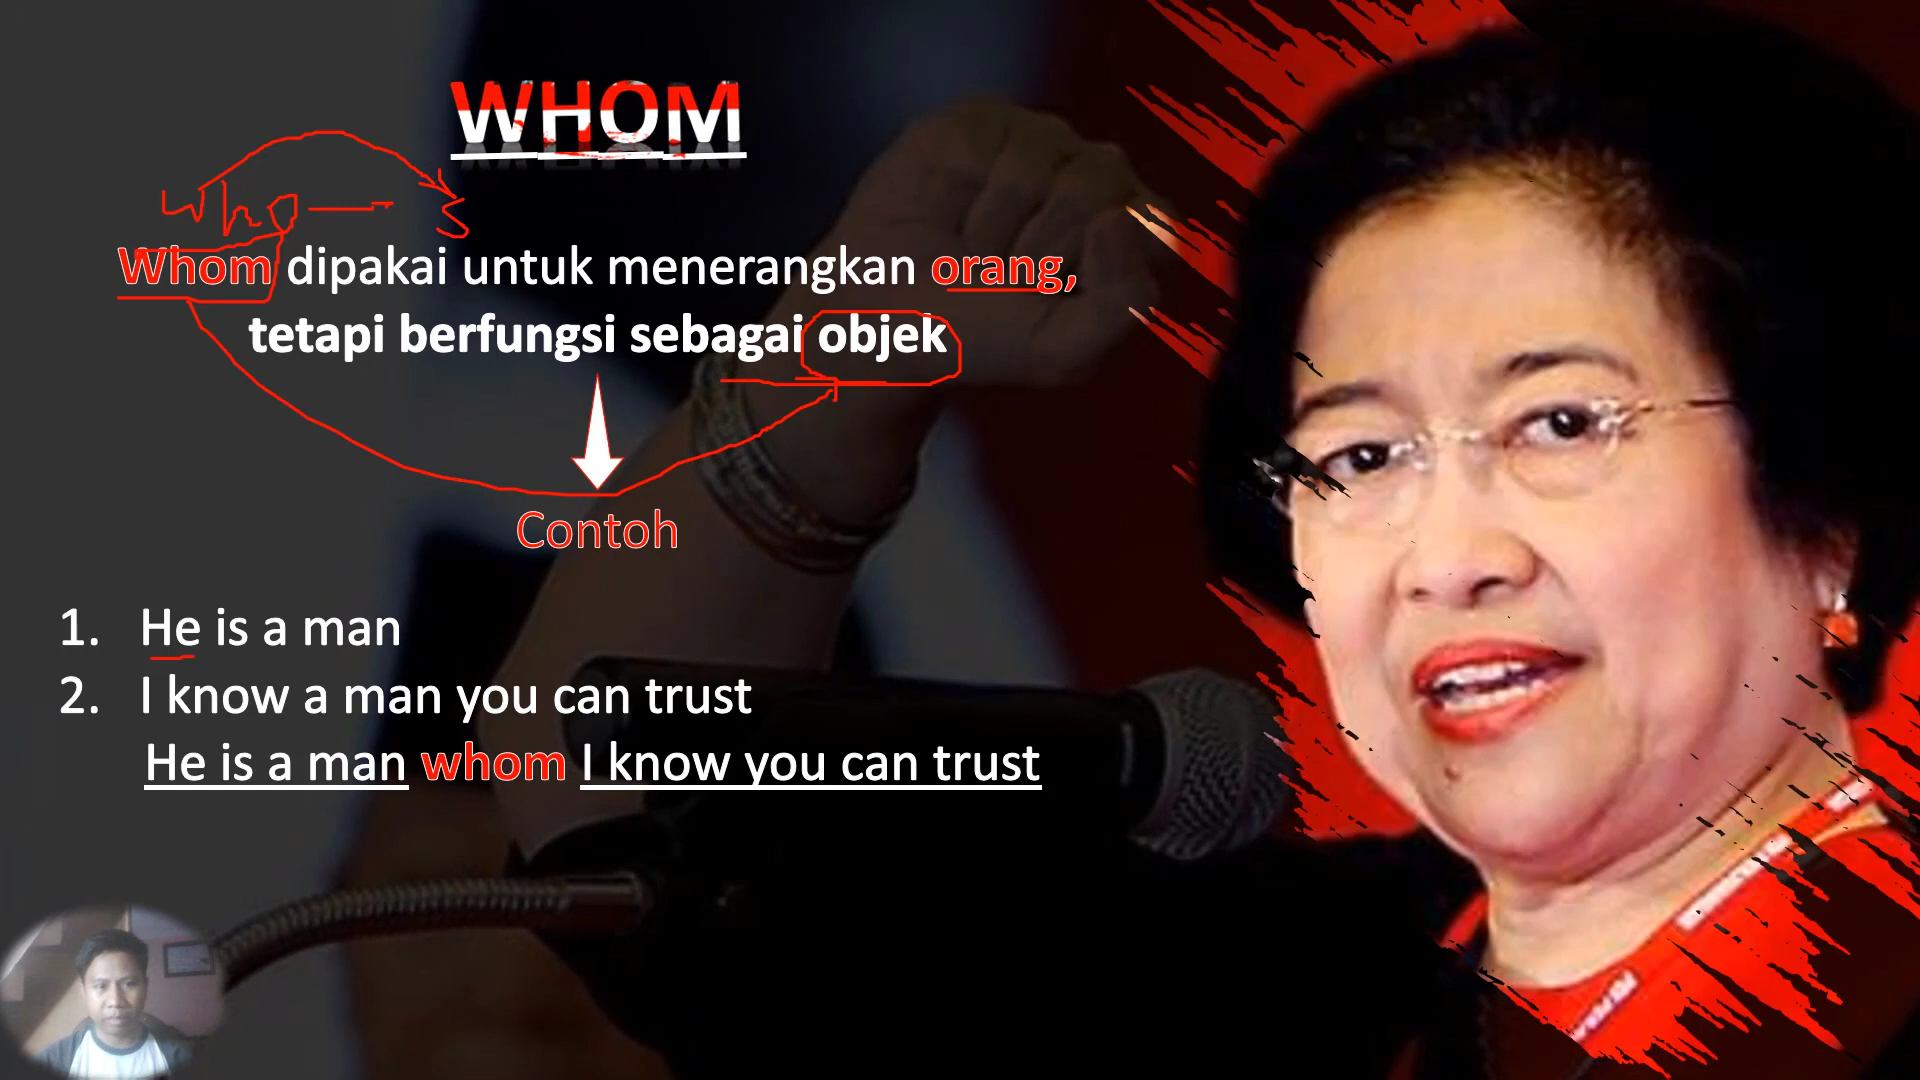 WHOM
Who — S
Whom dipakai untuk menerangkan orang,
tetapi berfungsi sebagai objek
Contoh
1. He is a man
2. I know a man you can trust
He is a man whom I know you can trust